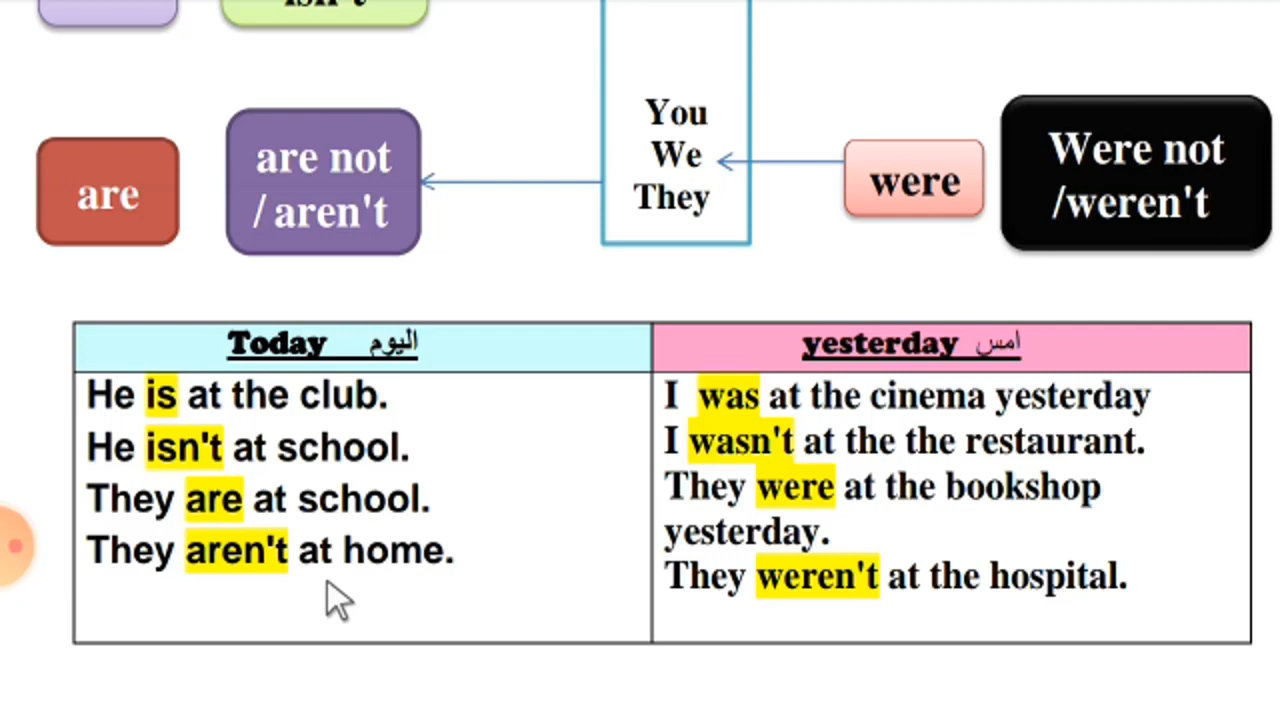 isn't
are
are not
/ aren't
You
We
They
were
Were not
/weren't
Today اليوم
yesterday امس
He is at the club.
He isn't at school.
They are at school.
They aren't at home.
I was at the cinema yesterday
I wasn't at the the restaurant.
They were at the bookshop
yesterday.
They weren't at the hospital.